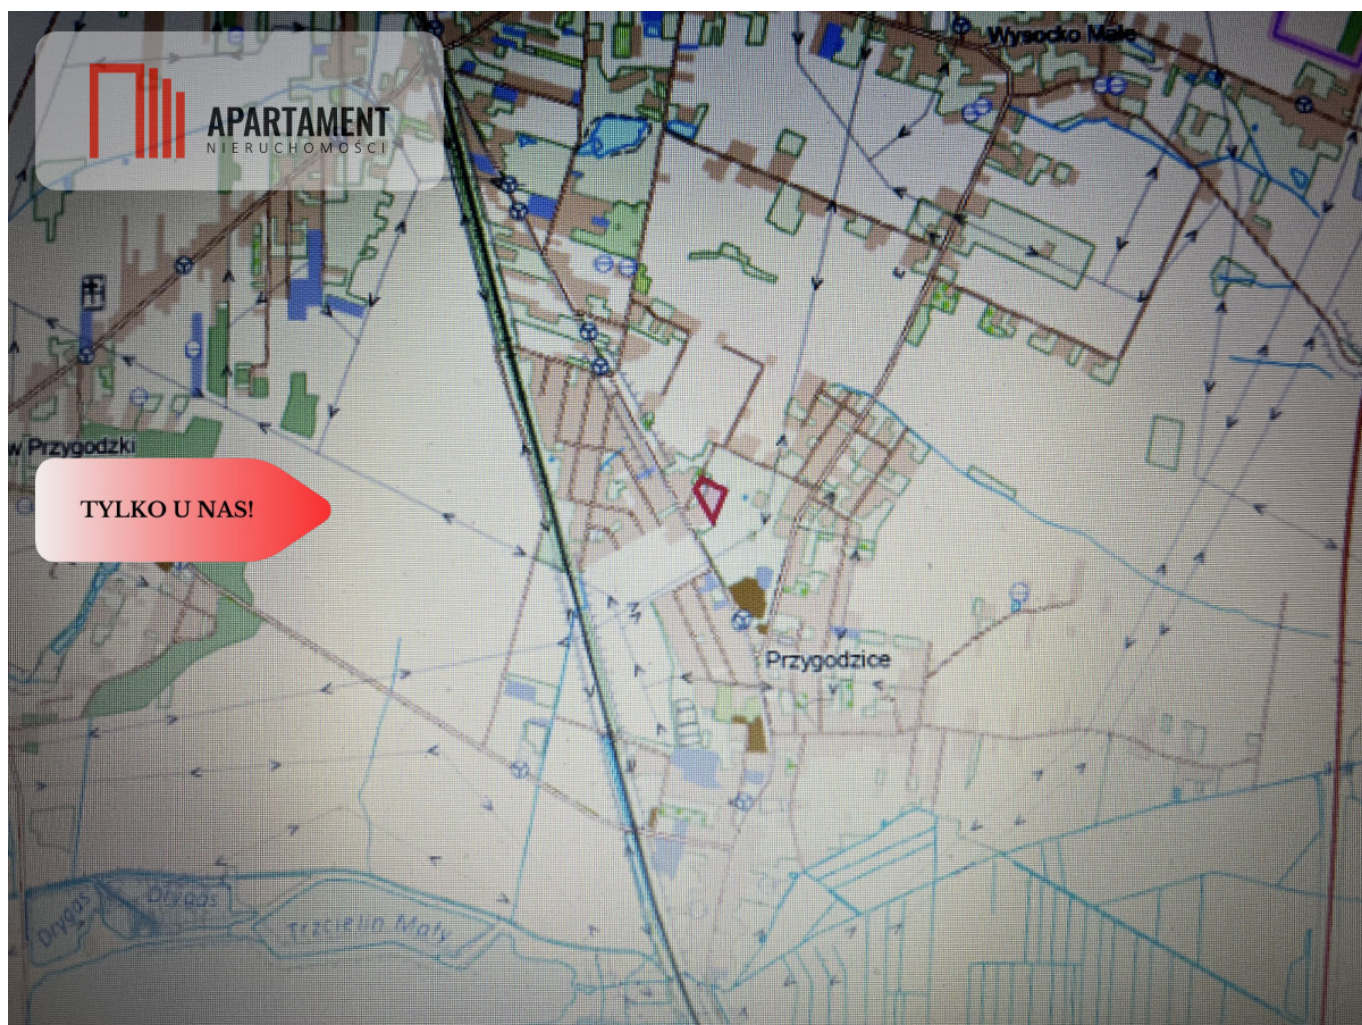 Wysocko Małe
APARTAMENT
NIERUCHOMOŚCI
w Przygodzki
TYLKO U NAS!
Przygodzice
Drygas
Drygas
Trzcielin Mały